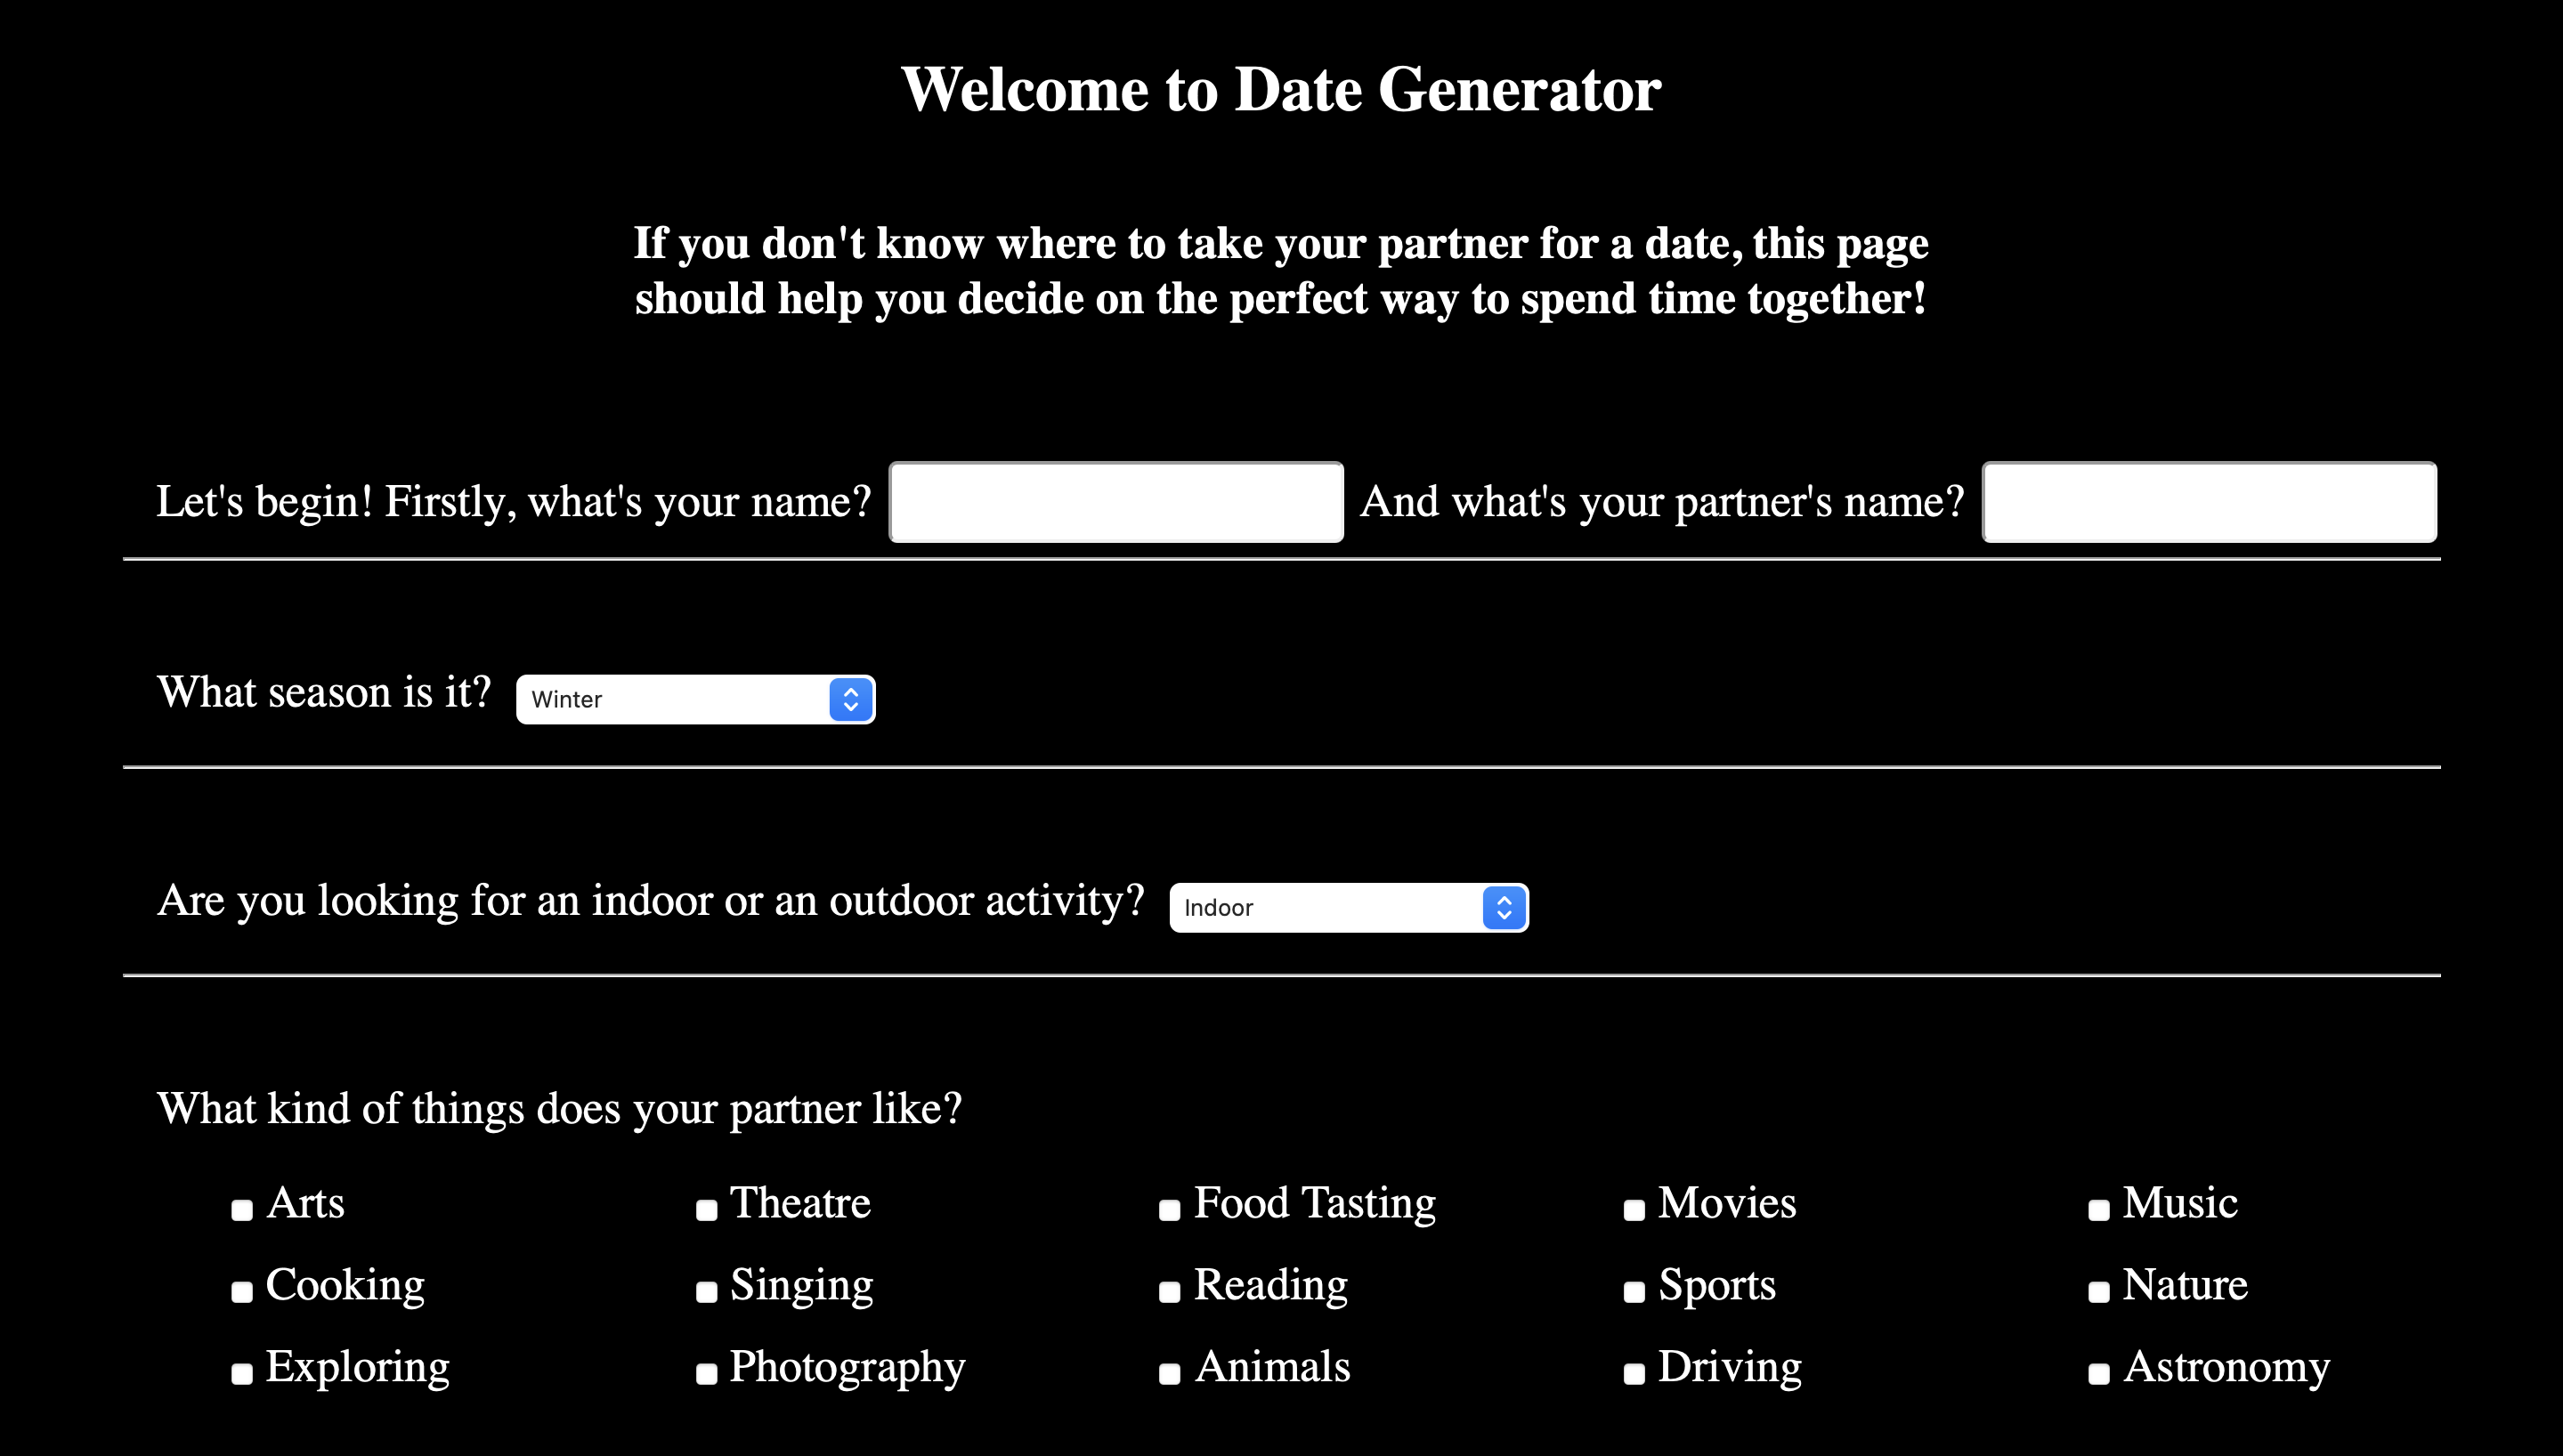 Welcome to Date Generator
If you don't know where to take your partner for a date, this page
should help you decide on the perfect way to spend time together!
Let's begin! Firstly, what's your name? And what's your partner's name?
What season is it? Winter
Are you looking for an indoor or an outdoor activity? Indoor
What kind of things does your partner like?
Arts Theatre Food Tasting Movies Music
Cooking Singing Reading Sports Nature
Exploring Photography Animals Driving Astronomy